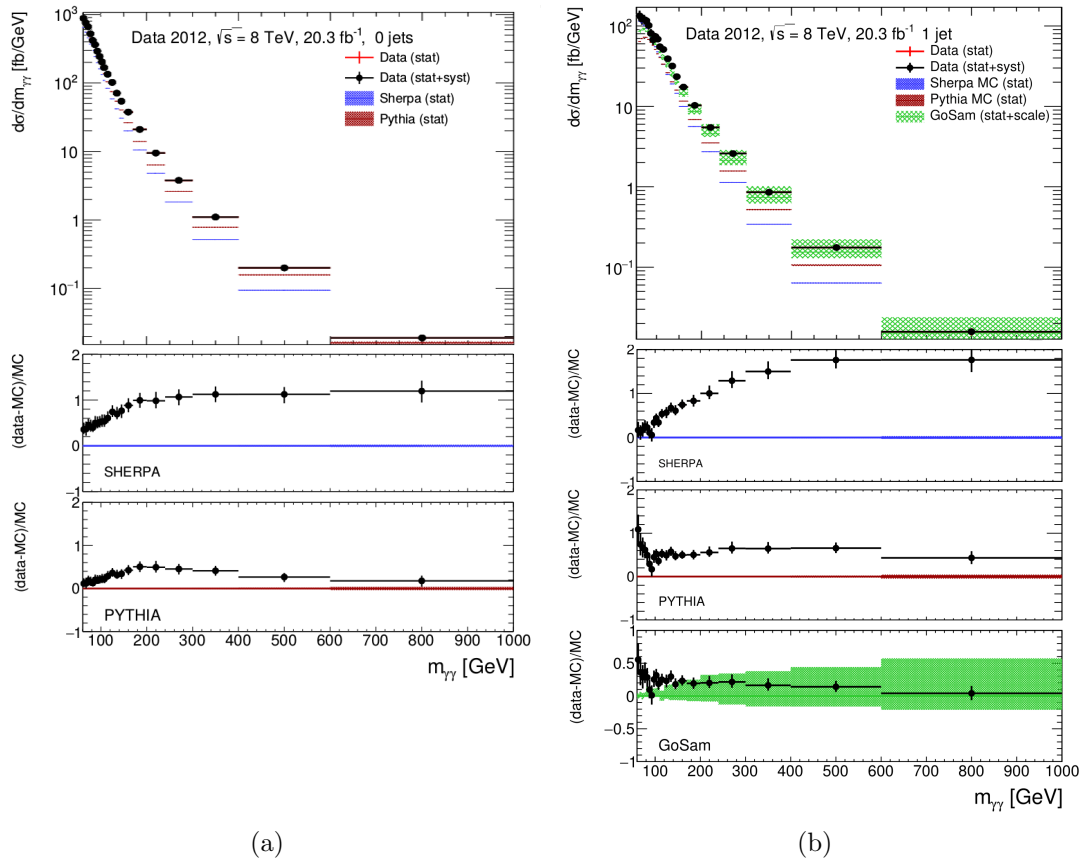 Data 2012, √s = 8 TeV, 20.3 fb⁻¹, 0 jets
Data (stat)
Data (stat+syst)
Sherpa (stat)
Pythia (stat)
dσ/dm_γγ [fb/GeV]
10³
10²
10
1
10⁻¹
(data-MC)/MC
2
1
0
−1
SHERPA
(data-MC)/MC
2
1
0
−1
PYTHIA
100 200 300 400 500 600 700 800 900 1000
m_γγ [GeV]
(a)
Data 2012, √s = 8 TeV, 20.3 fb⁻¹ 1 jet
Data (stat)
Data (stat+syst)
Sherpa MC (stat)
Pythia MC (stat)
GoSam (stat+scale)
dσ/dm_γγ [fb/GeV]
10²
10
1
10⁻¹
(data-MC)/MC
2
1
0
−1
SHERPA
(data-MC)/MC
2
1
0
−1
PYTHIA
(data-MC)/MC
1
0.5
0
−0.5
−1
GoSam
100 200 300 400 500 600 700 800 900 1000
m_γγ [GeV]
(b)